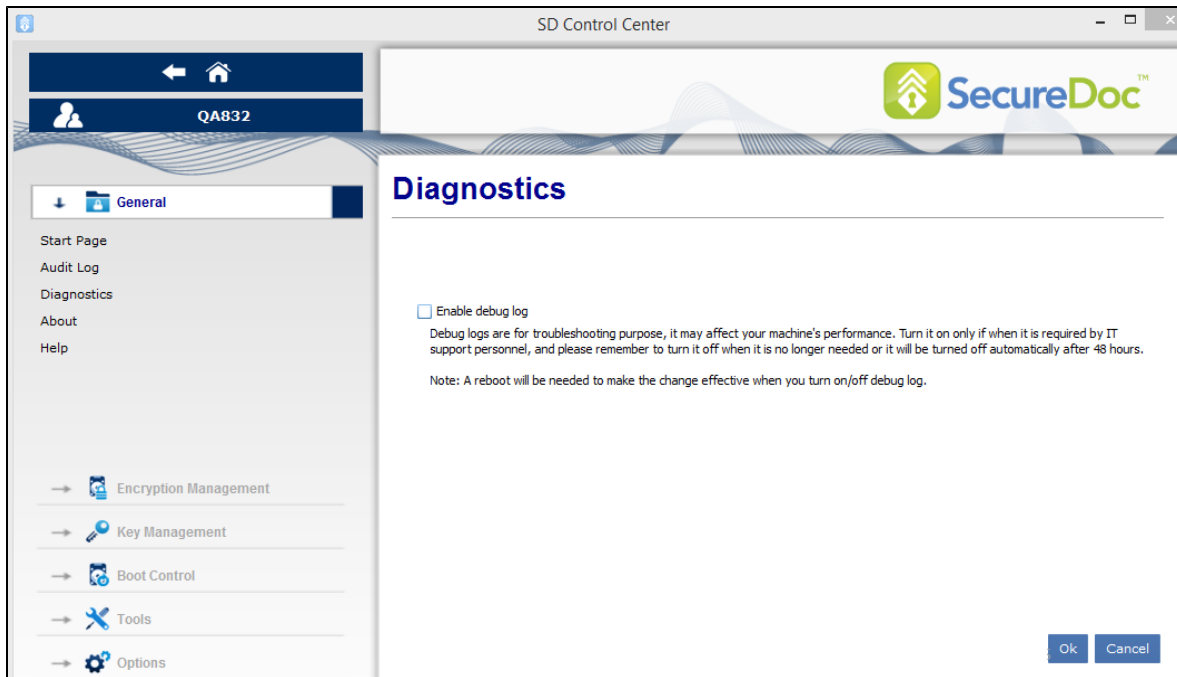 SD Control Center
QA832
SecureDoc™
General
Start Page
Audit Log
Diagnostics
About
Help
Encryption Management
Key Management
Boot Control
Tools
Options
Diagnostics
Enable debug log
Debug logs are for troubleshooting purpose, it may affect your machine's performance. Turn it on only if when it is required by IT
support personnel, and please remember to turn it off when it is no longer needed or it will be turned off automatically after 48 hours.
Note: A reboot will be needed to make the change effective when you turn on/off debug log.
Ok
Cancel